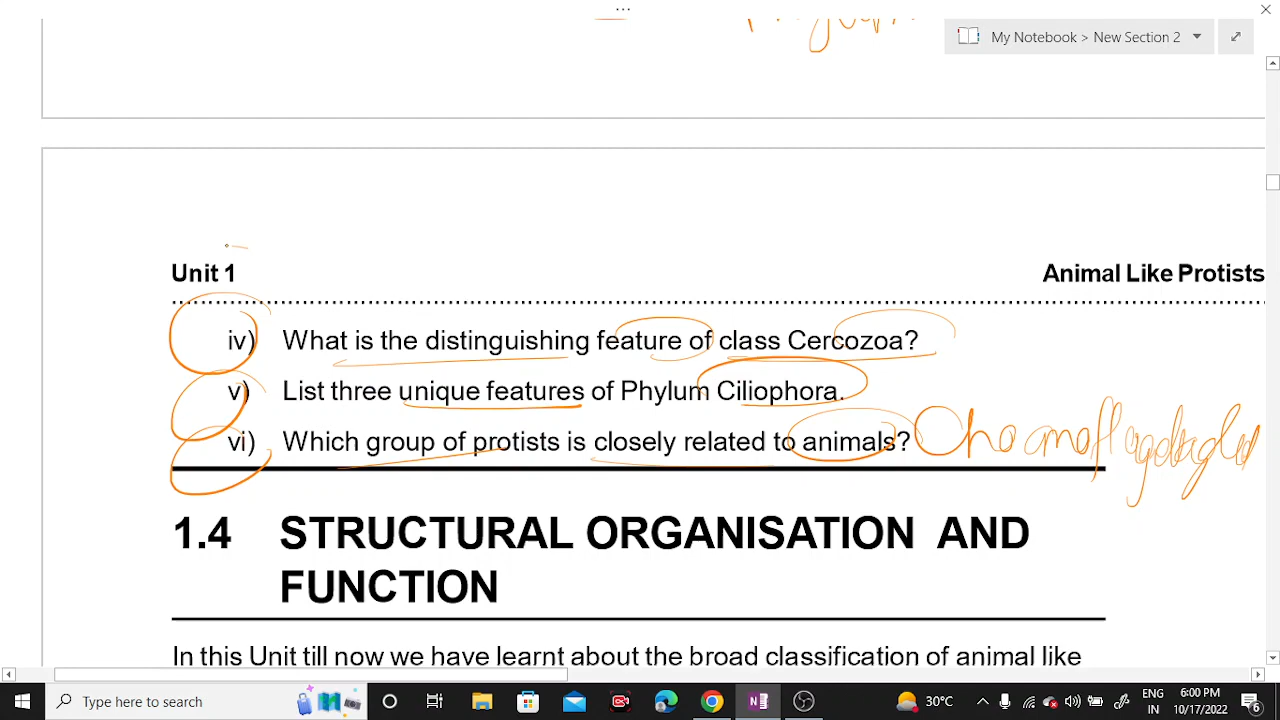 My Notebook > New Section 2
Unit 1 Animal Like Protists
iv) What is the distinguishing feature of class Cercozoa?
v) List three unique features of Phylum Ciliophora.
vi) Which group of protists is closely related to animals?
1.4 STRUCTURAL ORGANISATION AND
FUNCTION
In this Unit till now we have learnt about the broad classification of animal like
Type here to search
30°C
ENG
IN
6:00 PM
10/17/2022
6